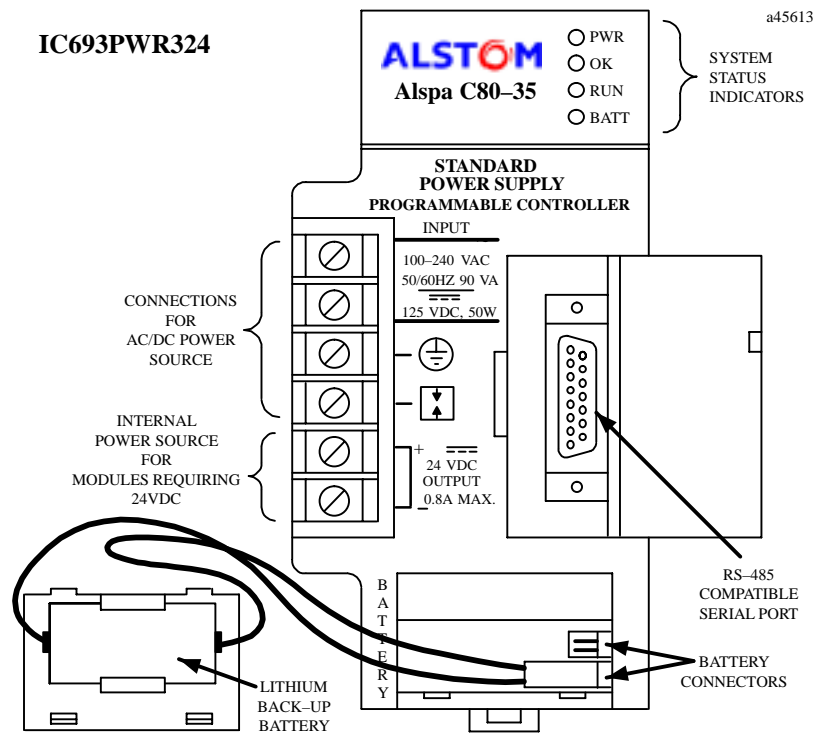 a45613
IC693PWR324
ALSTOM
Alspa C80–35
PWR
OK
RUN
BATT
SYSTEM
STATUS
INDICATORS
STANDARD
POWER SUPPLY
PROGRAMMABLE CONTROLLER
INPUT
100–240 VAC
50/60HZ 90 VA
125 VDC, 50W
CONNECTIONS
FOR
AC/DC POWER
SOURCE
INTERNAL
POWER SOURCE
FOR
MODULES REQUIRING
24VDC
+
24 VDC
OUTPUT
0.8A MAX.
–
RS–485
COMPATIBLE
SERIAL PORT
BATTERY
BATTERY
CONNECTORS
LITHIUM
BACK–UP
BATTERY